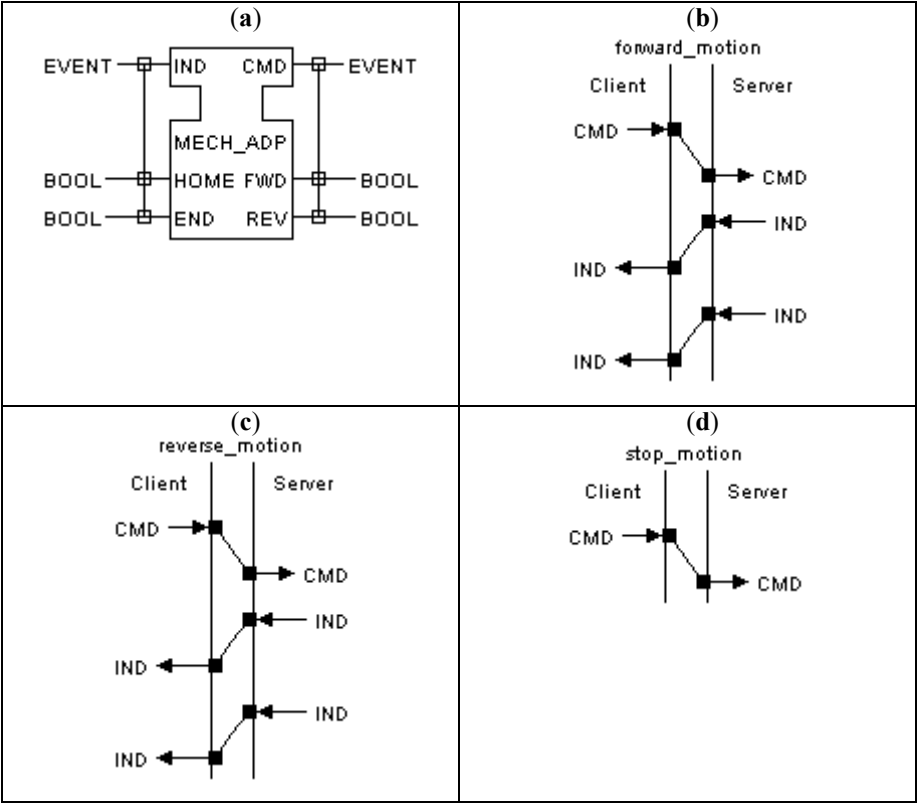 (a)
EVENT IND CMD EVENT
MECH_ADP
BOOL HOME FWD BOOL
BOOL END REV BOOL
(b)
forward_motion
Client Server
CMD
CMD
IND
IND
IND
IND
(c)
reverse_motion
Client Server
CMD
CMD
IND
IND
IND
IND
(d)
stop_motion
Client Server
CMD
CMD